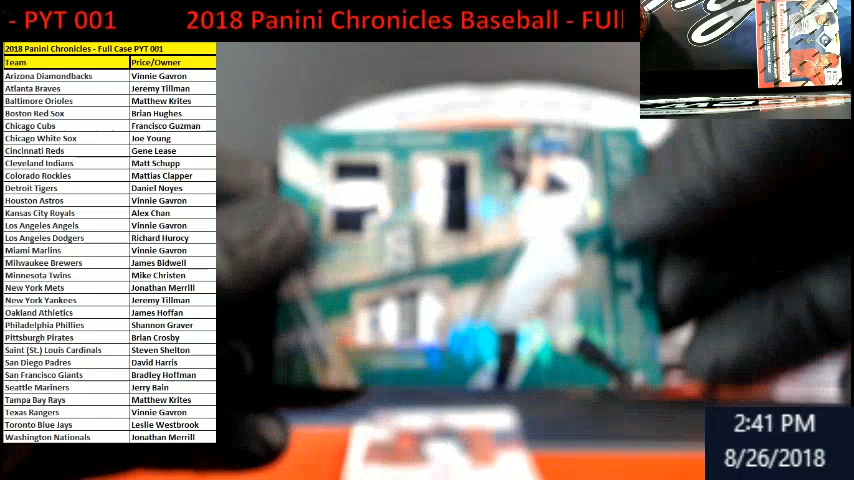 - PYT 001 2018 Panini Chronicles Baseball - FUll
2018 Panini Chronicles - Full Case PYT 001
Team Price/Owner
Arizona Diamondbacks Vinnie Gavron
Atlanta Braves Jeremy Tillman
Baltimore Orioles Matthew Krites
Boston Red Sox Brian Hughes
Chicago Cubs Francisco Guzman
Chicago White Sox Joe Young
Cincinnati Reds Gene Lease
Cleveland Indians Matt Schupp
Colorado Rockies Mattias Clapper
Detroit Tigers Daniel Noyes
Houston Astros Vinnie Gavron
Kansas City Royals Alex Chan
Los Angeles Angels Vinnie Gavron
Los Angeles Dodgers Richard Hurocy
Miami Marlins Vinnie Gavron
Milwaukee Brewers James Bidwell
Minnesota Twins Mike Christen
New York Mets Jonathan Merrill
New York Yankees Jeremy Tillman
Oakland Athletics James Hoffan
Philadelphia Phillies Shannon Graver
Pittsburgh Pirates Brian Crosby
Saint (St.) Louis Cardinals Steven Shelton
San Diego Padres David Harris
San Francisco Giants Bradley Hoffman
Seattle Mariners Jerry Bain
Tampa Bay Rays Matthew Krites
Texas Rangers Vinnie Gavron
Toronto Blue Jays Leslie Westbrook
Washington Nationals Jonathan Merrill
2:41 PM
8/26/2018